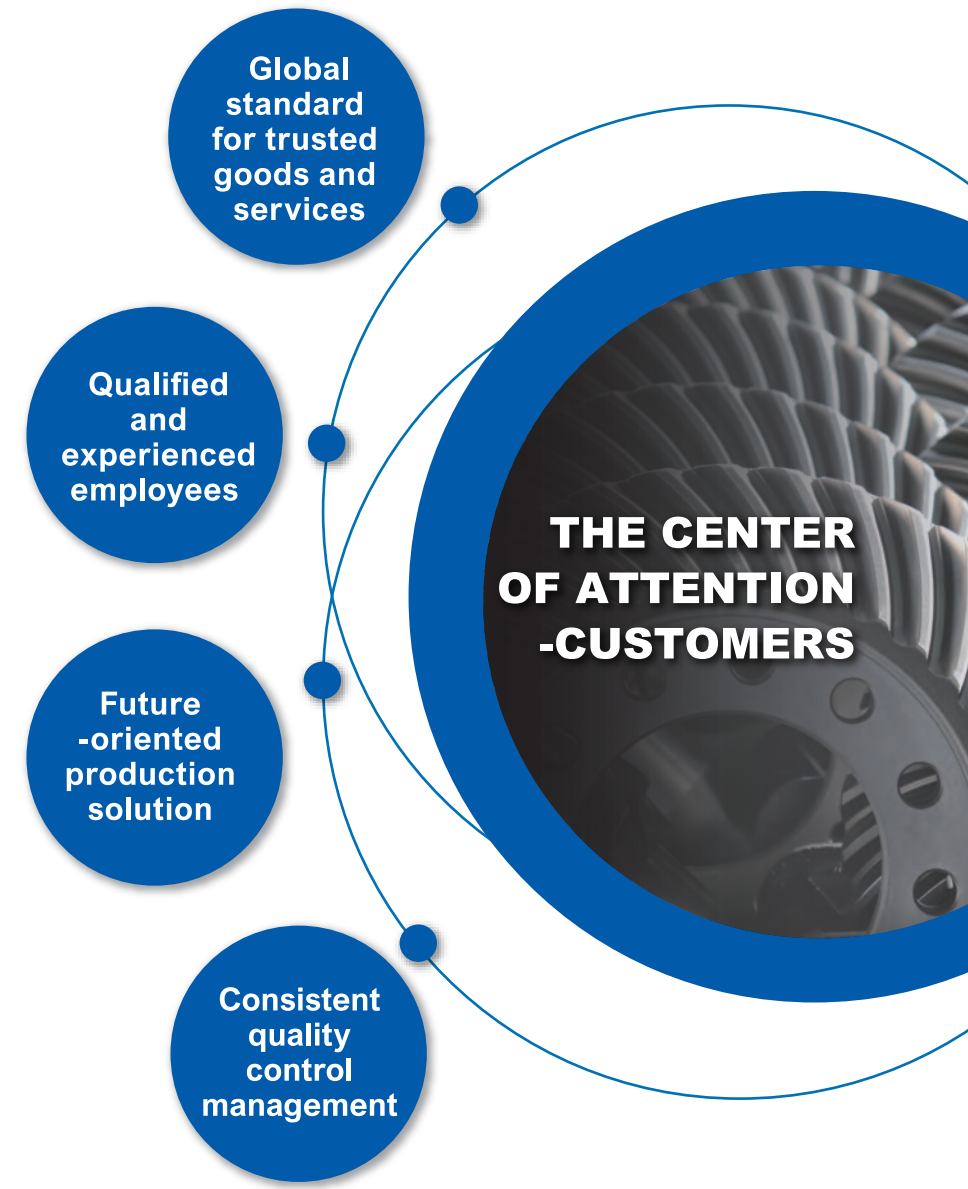 Global
standard
for trusted
goods and
services
Qualified
and
experienced
employees
THE CENTER
OF ATTENTION
-CUSTOMERS
Future
-oriented
production
solution
Consistent
quality
control
management